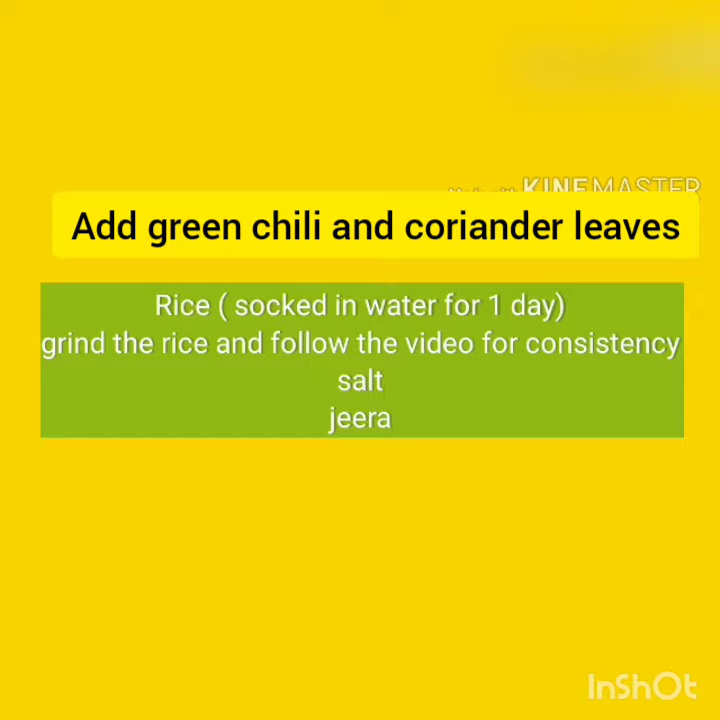 KINEMASTER
Add green chili and coriander leaves
Rice ( socked in water for 1 day)
grind the rice and follow the video for consistency
salt
jeera
InShOt